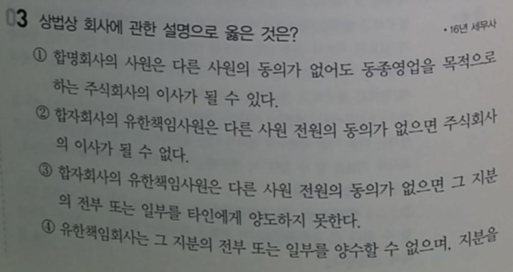 03 상법상 회사에 관한 설명으로 옳은 것은?
• 16년 세무사
① 합명회사의 사원은 다른 사원의 동의가 없어도 동종영업을 목적으로
하는 주식회사의 이사가 될 수 있다.
② 합자회사의 유한책임사원은 다른 사원 전원의 동의가 없으면 주식회사
의 이사가 될 수 없다.
③ 합자회사의 유한책임사원은 다른 사원 전원의 동의가 없으면 그 지분
의 전부 또는 일부를 타인에게 양도하지 못한다.
④ 유한책임회사는 그 지분의 전부 또는 일부를 양수할 수 없으며, 지분을